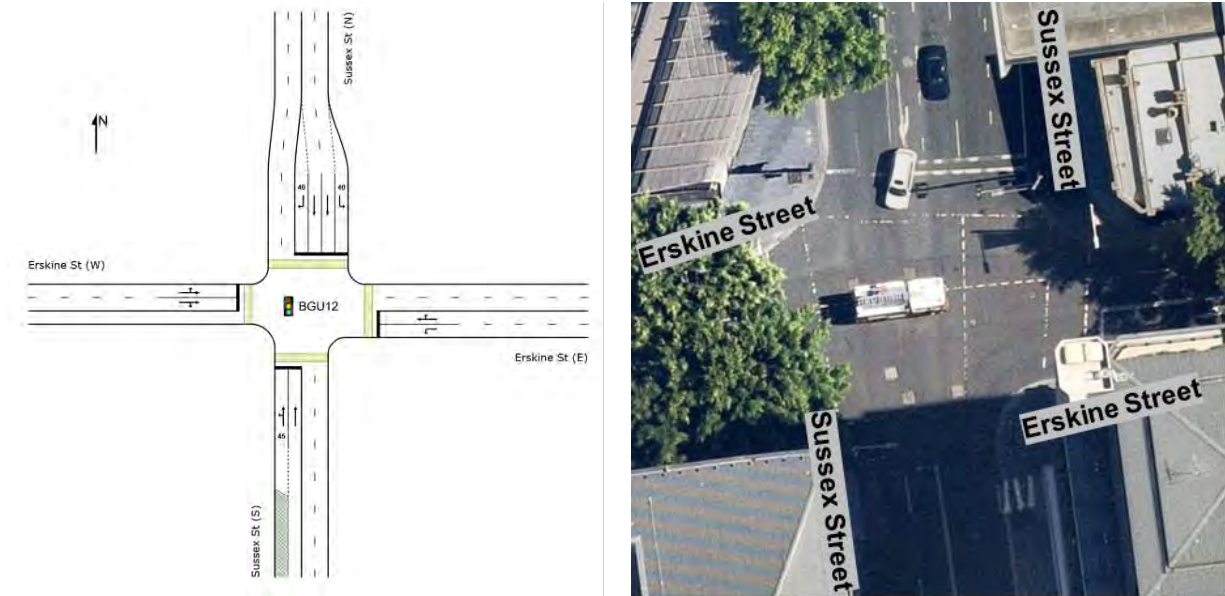 Sussex St (N)
N
40 40
Erskine St (W)
BGU12
Erskine St (E)
45
Sussex St (S)
Sussex Street
Erskine Street
Erskine Street
Sussex Street